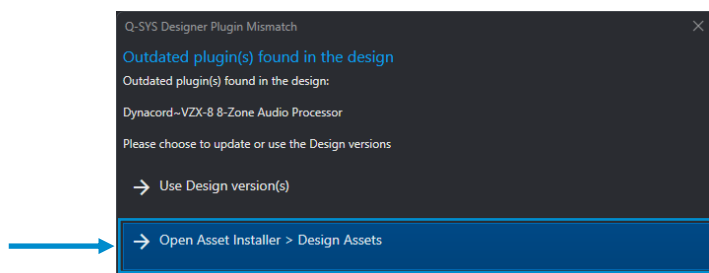 Q-SYS Designer Plugin Mismatch
Outdated plugin(s) found in the design
Outdated plugin(s) found in the design:
Dynacord~VZX-8 8-Zone Audio Processor
Please choose to update or use the Design versions
Use Design version(s)
Open Asset Installer > Design Assets